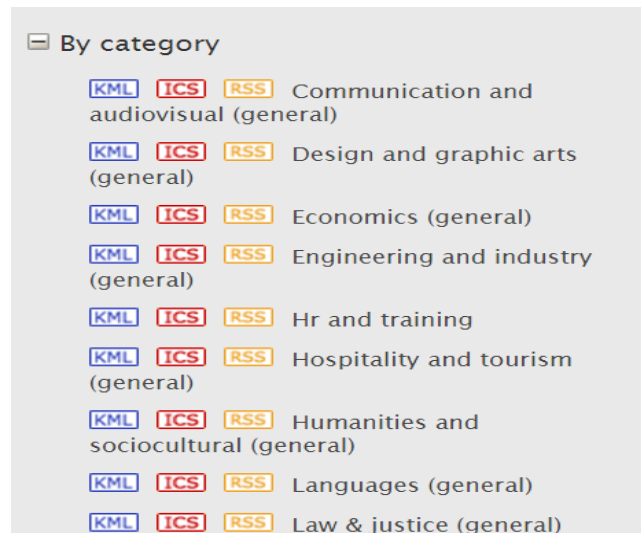 By category
KML ICS RSS Communication and
audiovisual (general)
KML ICS RSS Design and graphic arts
(general)
KML ICS RSS Economics (general)
KML ICS RSS Engineering and industry
(general)
KML ICS RSS Hr and training
KML ICS RSS Hospitality and tourism
(general)
KML ICS RSS Humanities and
sociocultural (general)
KML ICS RSS Languages (general)
KML ICS RSS Law & justice (general)